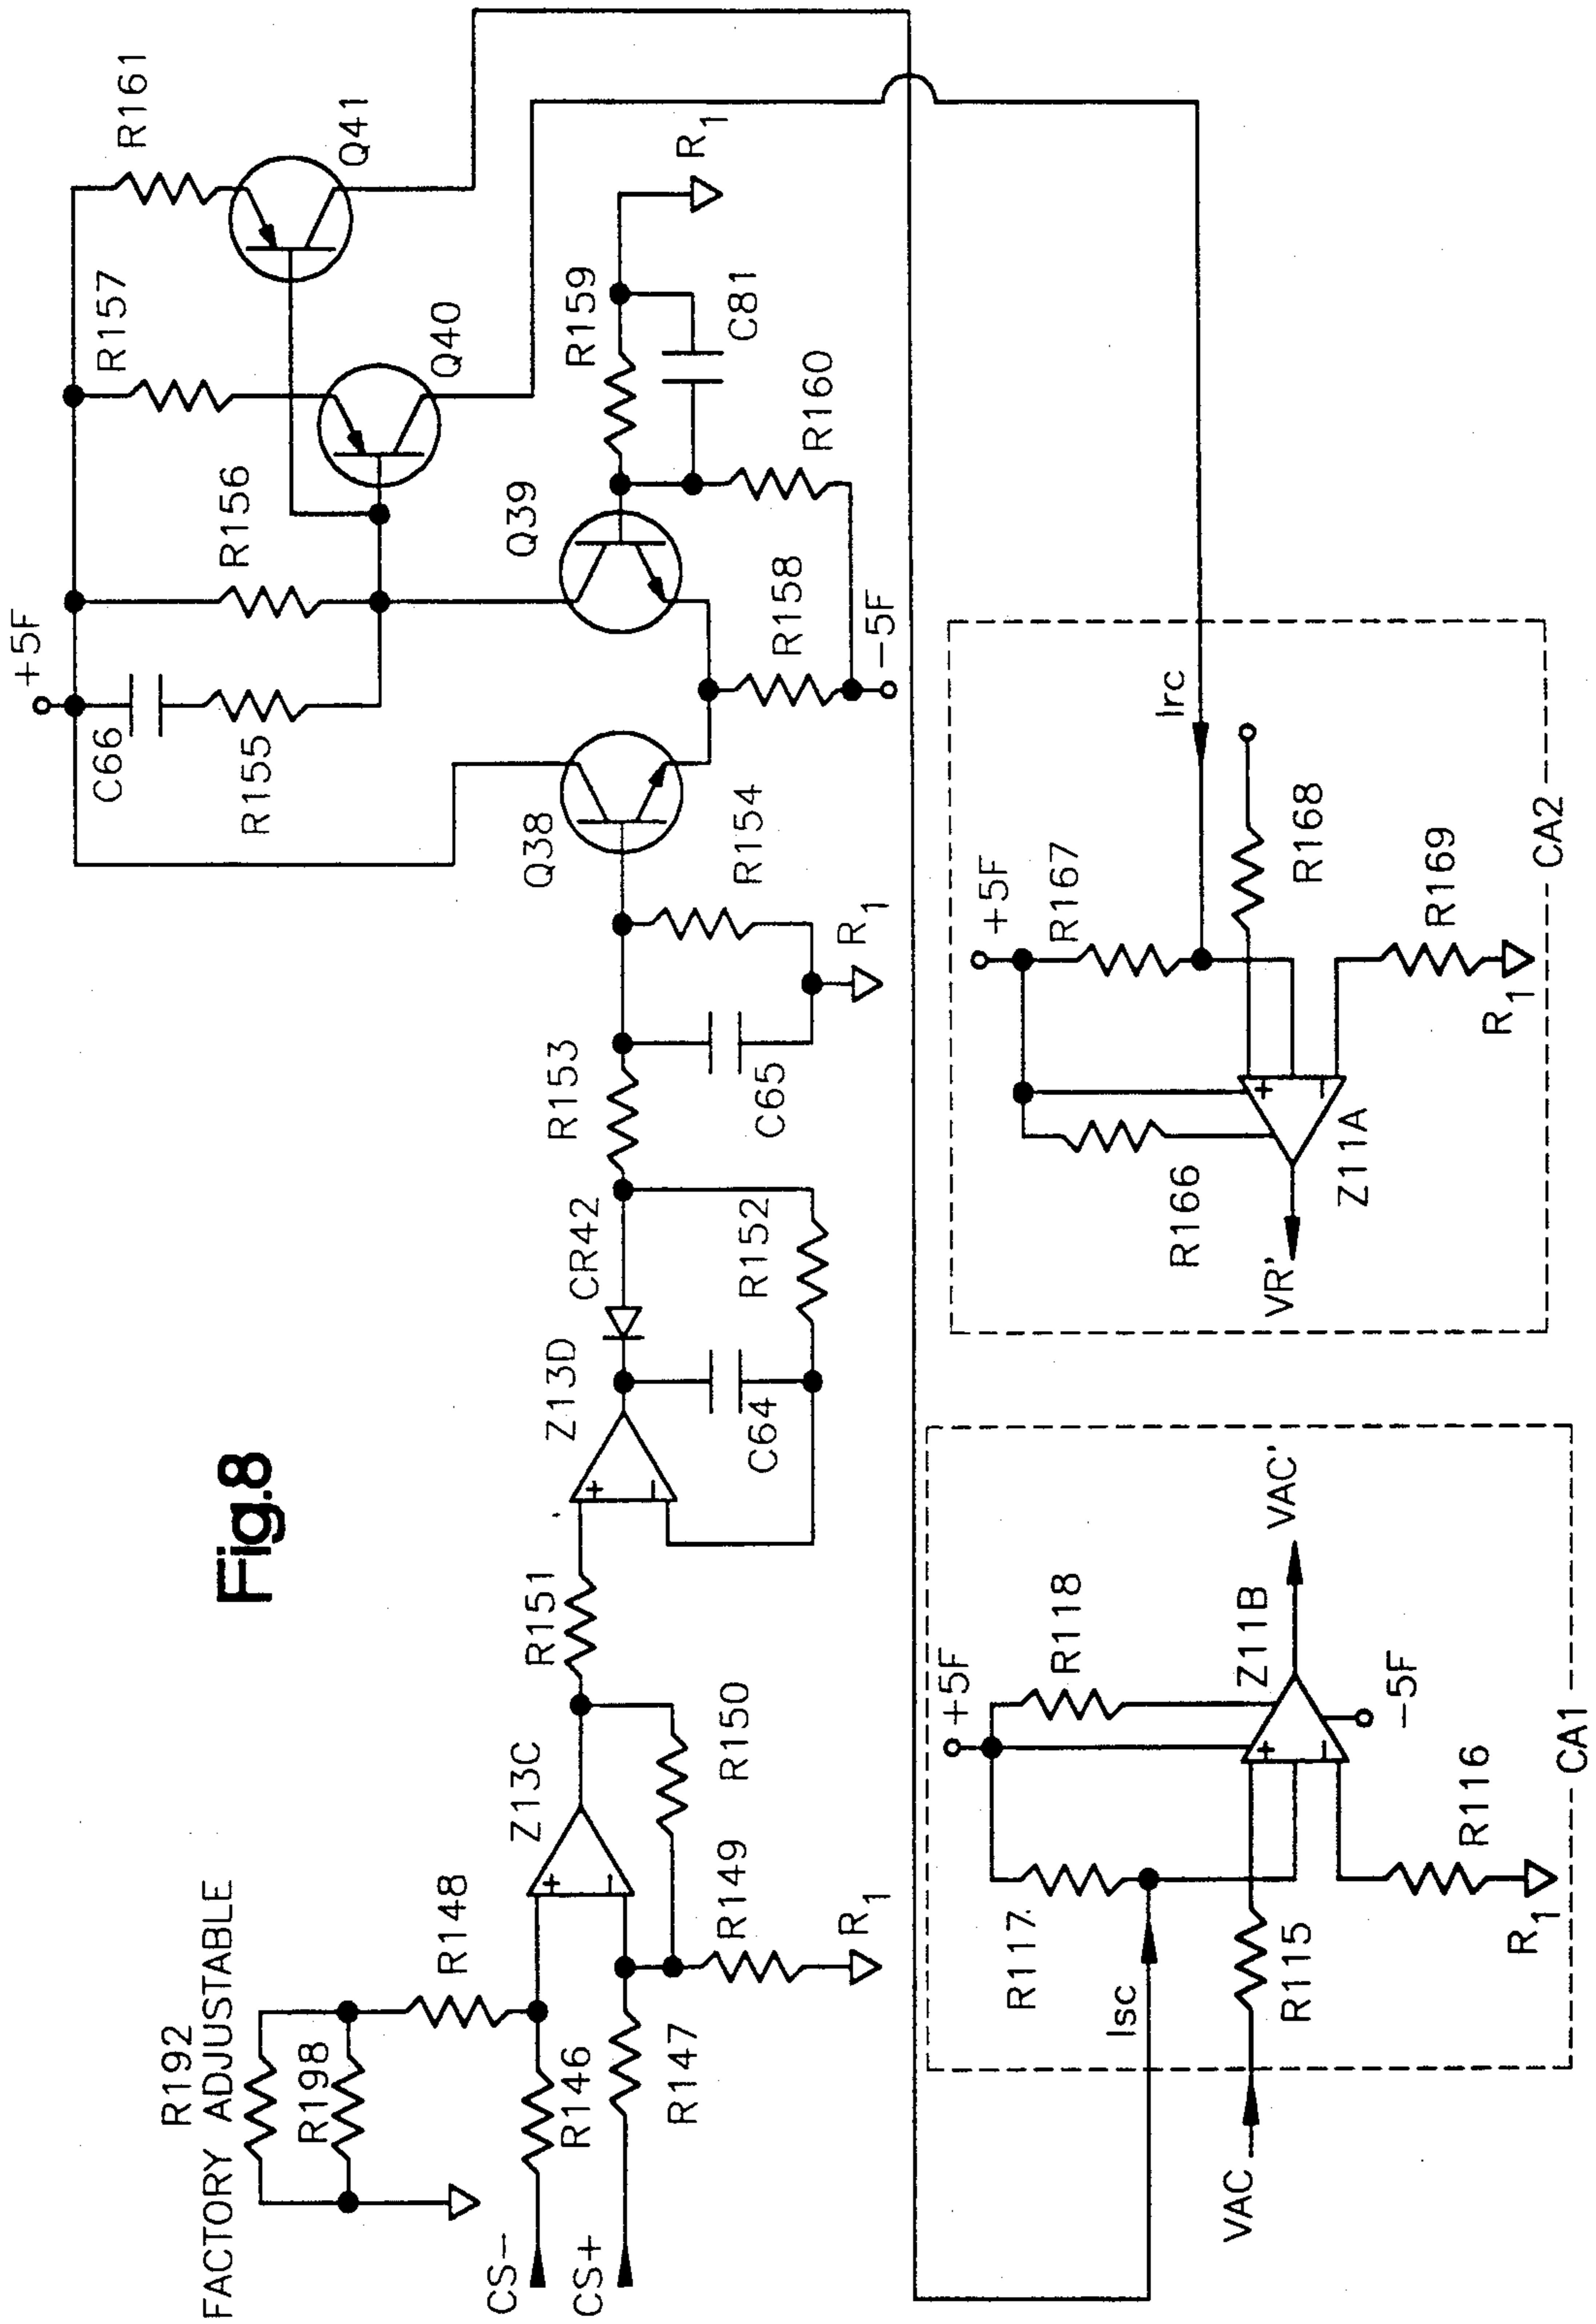 Fig.8
R192
FACTORY ADJUSTABLE
R198
R148
CS-
R146
CS+
R147
Z13C
+
-
R149
R1
R150
R151
Z13D
+
-
CR42
C64
R152
R153
C65
R154
R1
Q38
+5F
C66
R155
R156
R157
R161
Q41
Q40
Q39
R159
R1
C81
R160
R158
-5F
+5F
R117
R118
Isc
Z11B
+
-
VAC'
-5F
VAC
R115
R116
R1
CA1
+5F
R167
Irc
R166
R168
VR'
Z11A
+
-
R169
R1
CA2